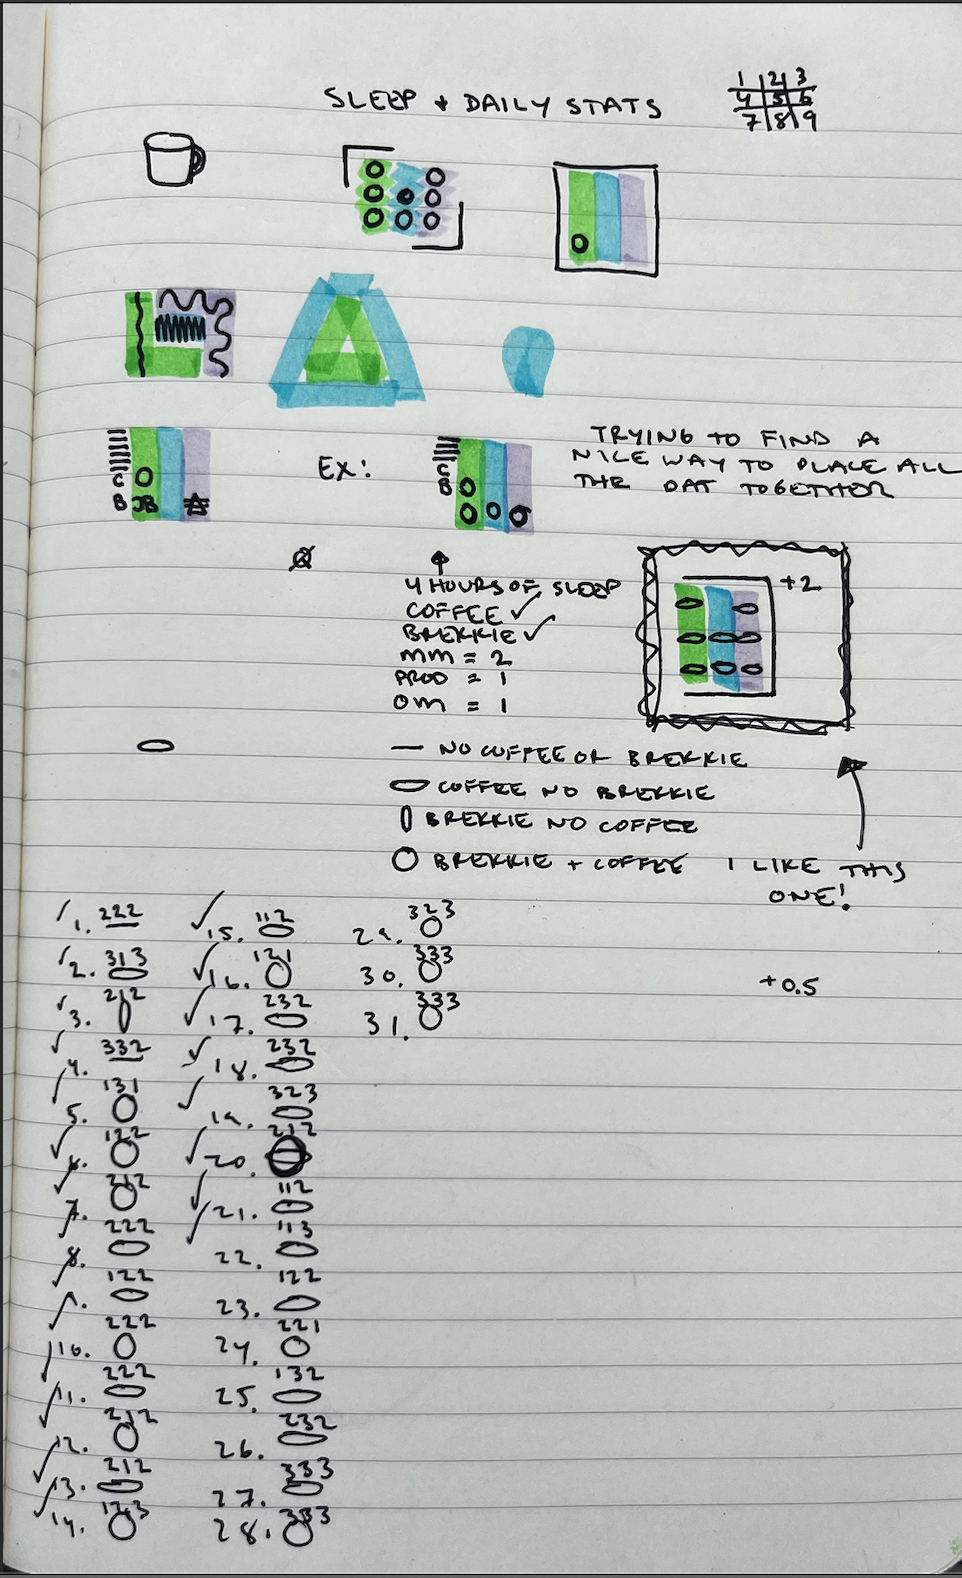 SLEEP + DAILY STATS
1 2 3
4 5 6
7 8 9
C
B JB
EX:
C
B
TRYING TO FIND A
NICE WAY TO PLACE ALL
THE DAT TOGETHER
4 HOURS OF SLEEP
COFFEE ✓
BREKKIE ✓
MM = 2
PROD = 1
OM = 1
+2
— NO COFFEE OR BREKKIE
COFFEE NO BREKKIE
BREKKIE NO COFFEE
BREKKIE + COFFEE
I LIKE THIS
ONE!
+0.5
✓ 1. 222
✓ 2. 313
✓ 3. 212
✓ 4. 332
✓ 5. 131
✓ 6. 122
✓ 7. 212
✓ 8. 222
✓ 9. 122
✓ 10. 222
✓ 11. 222
✓ 12. 212
✓ 13. 212
✓ 14. 123
✓ 15. 112
✓ 16. 121
✓ 17. 232
✓ 18. 232
✓ 19. 323
✓ 20. 212
✓ 21. 112
✓ 22. 113
23. 122
24. 221
25. 132
26. 232
27. 333
28. 333
29. 323
30. 333
31. 333